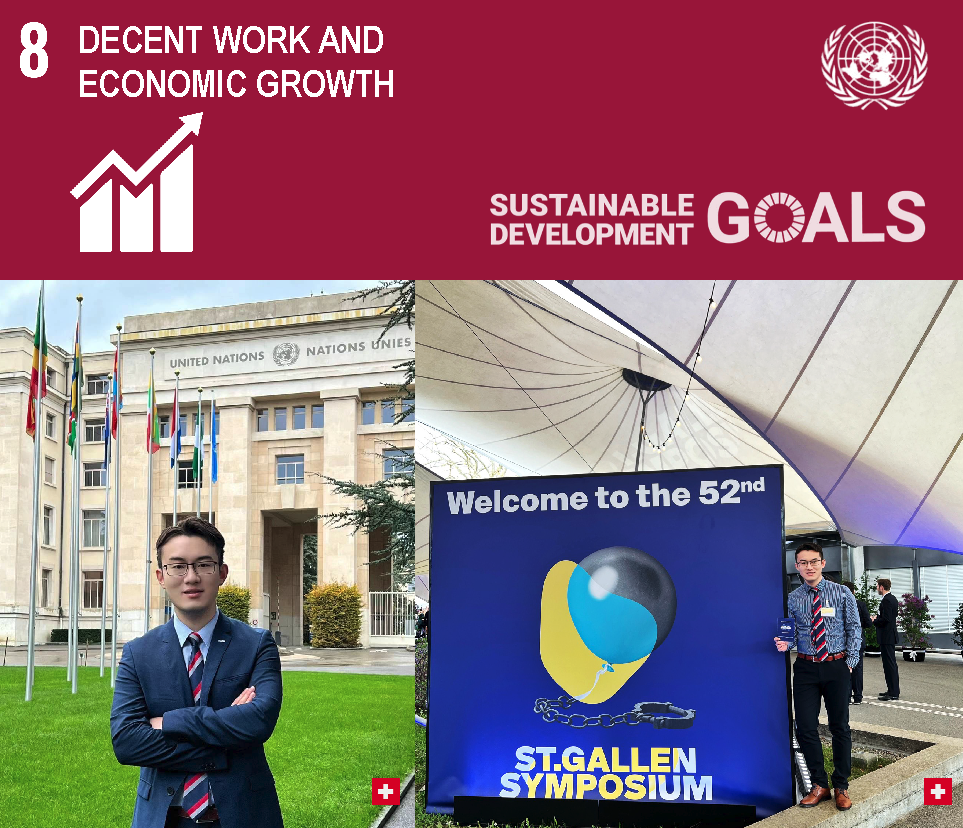 8
DECENT WORK AND
ECONOMIC GROWTH
SUSTAINABLE
DEVELOPMENT
GOALS
UNITED NATIONS NATIONS UNIES
Welcome to the 52nd
ST.GALLEN
SYMPOSIUM